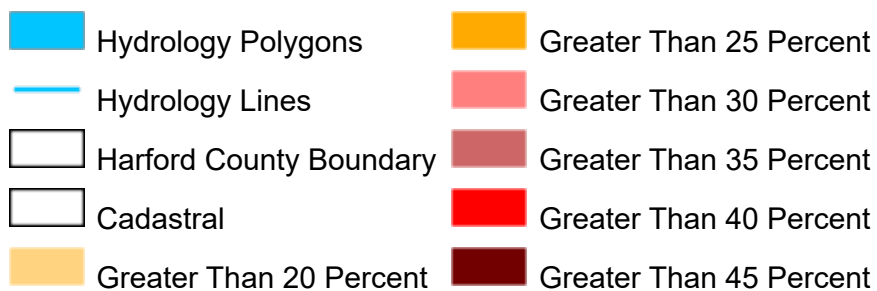 Hydrology Polygons
Hydrology Lines
Harford County Boundary
Cadastral
Greater Than 20 Percent
Greater Than 25 Percent
Greater Than 30 Percent
Greater Than 35 Percent
Greater Than 40 Percent
Greater Than 45 Percent